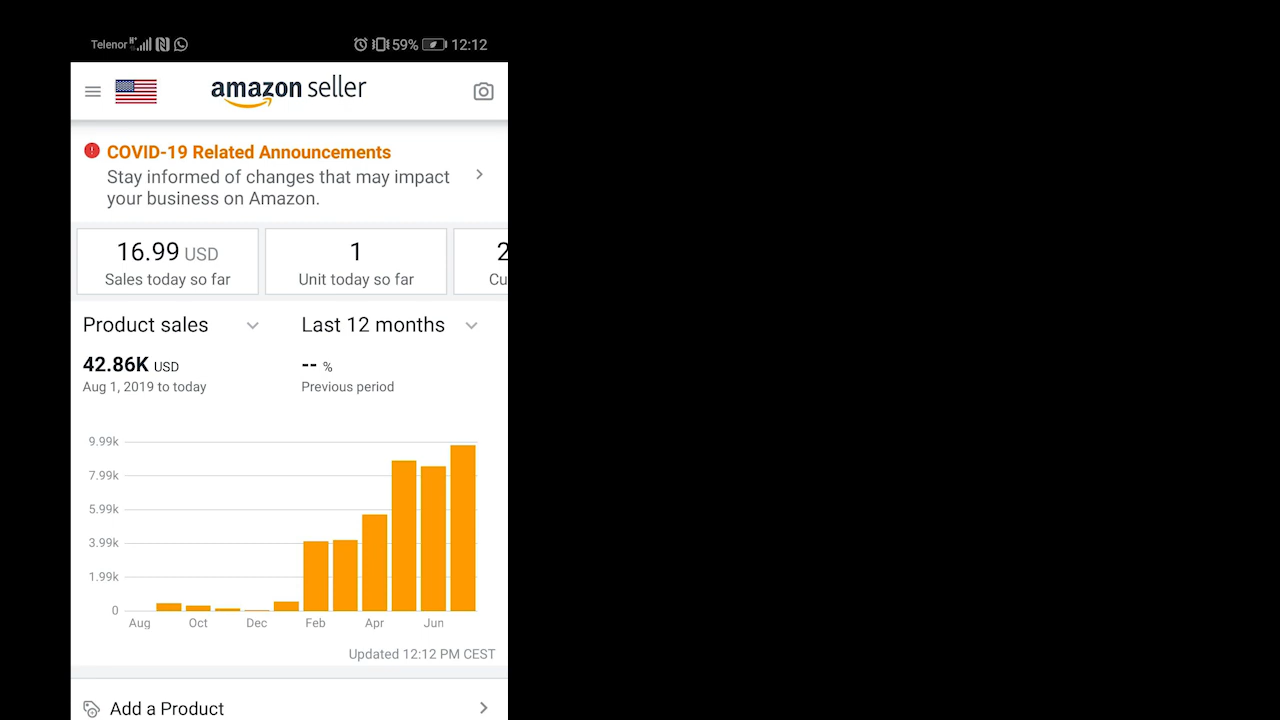 Telenor 59% 12:12
amazon seller
COVID-19 Related Announcements
Stay informed of changes that may impact
your business on Amazon.
16.99 USD
Sales today so far
1
Unit today so far
2
Cu
Product sales
Last 12 months
42.86K USD
Aug 1, 2019 to today
-- %
Previous period
9.99k
7.99k
5.99k
3.99k
1.99k
0
Aug Oct Dec Feb Apr Jun
Updated 12:12 PM CEST
Add a Product